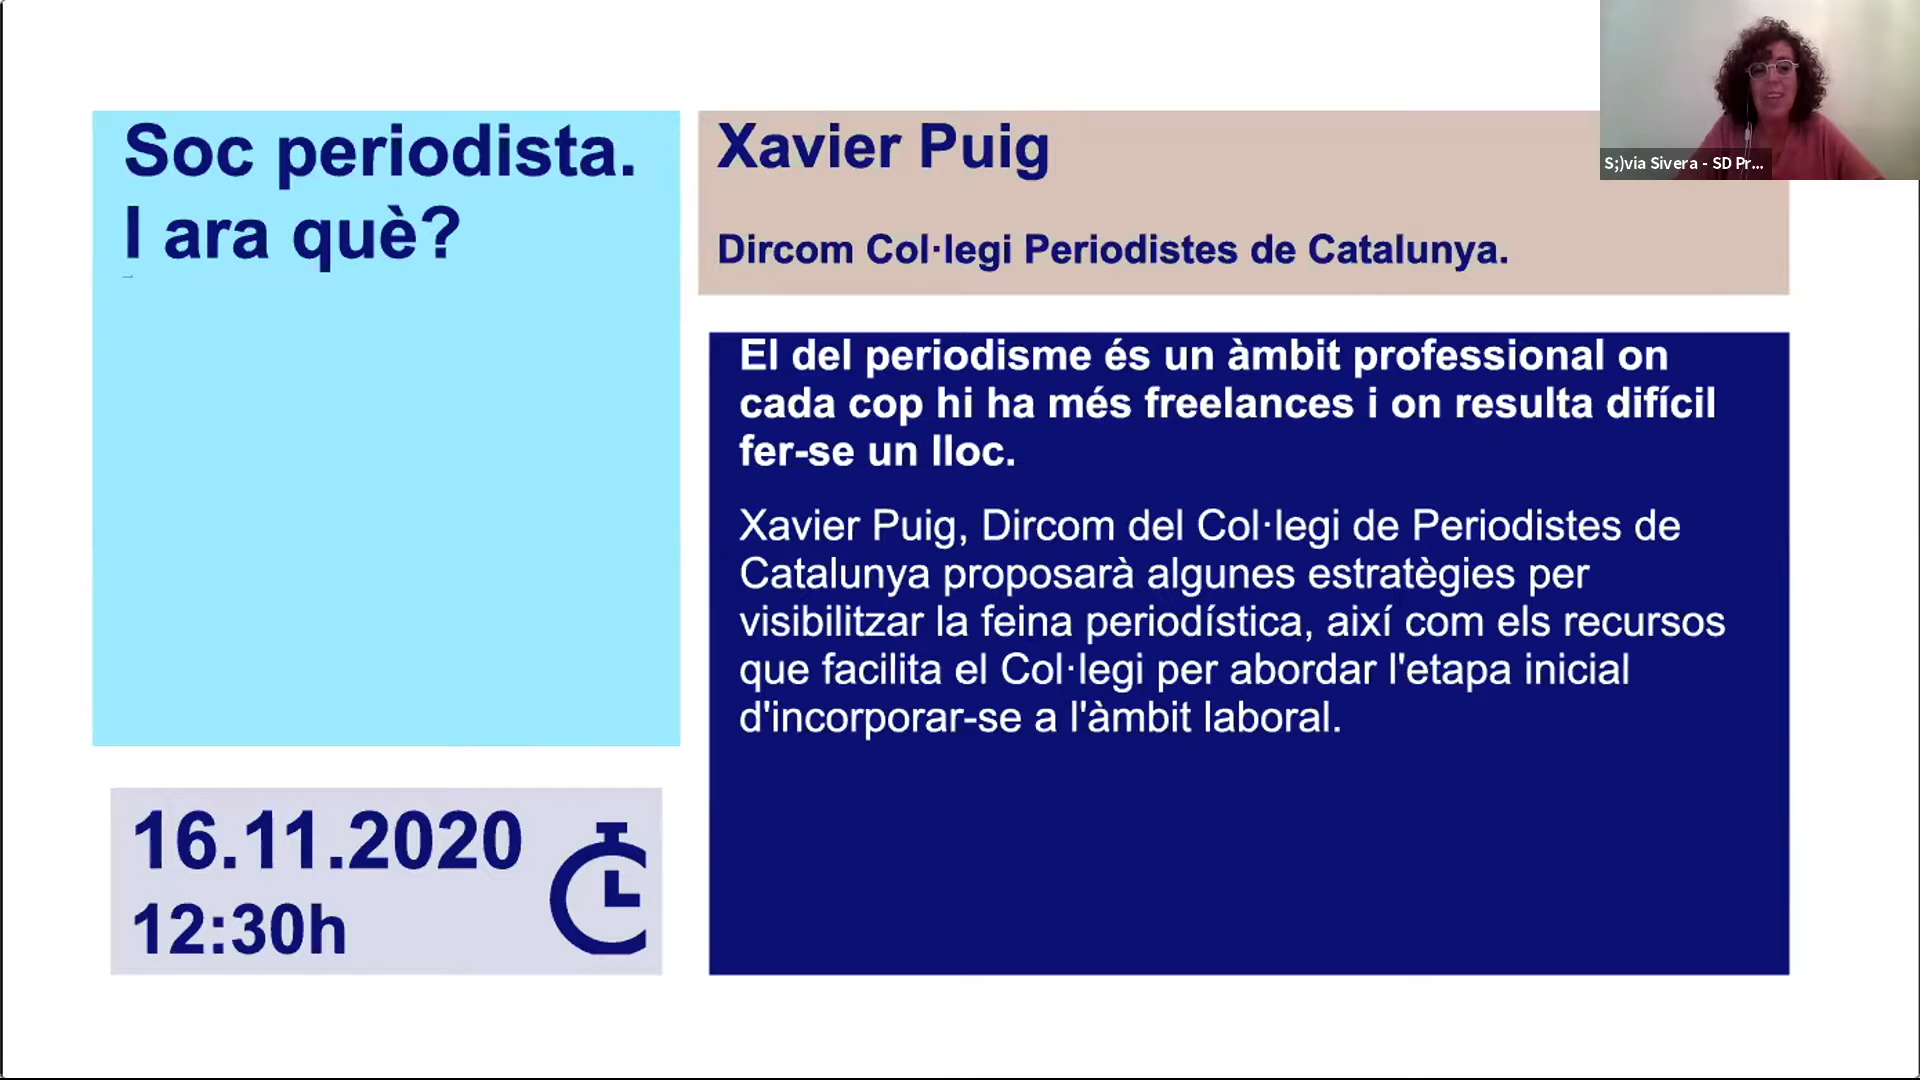 Soc periodista.
I ara què?
Xavier Puig
Dircom Col·legi Periodistes de Catalunya.
S;)via Sivera - SD Pr...
El del periodisme és un àmbit professional on
cada cop hi ha més freelances i on resulta difícil
fer-se un lloc.
Xavier Puig, Dircom del Col·legi de Periodistes de
Catalunya proposarà algunes estratègies per
visibilitzar la feina periodística, així com els recursos
que facilita el Col·legi per abordar l'etapa inicial
d'incorporar-se a l'àmbit laboral.
16.11.2020
12:30h